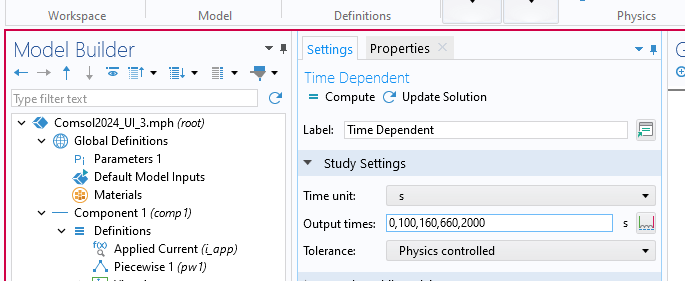 Workspace
Model
Definitions
Physics
Model Builder
Type filter text
Comsol2024_UI_3.mph (root)
Global Definitions
Pi Parameters 1
Default Model Inputs
Materials
Component 1 (comp1)
Definitions
f(x) Applied Current (i_app)
Piecewise 1 (pw1)
Settings
Properties
Time Dependent
= Compute
Update Solution
Label: Time Dependent
Study Settings
Time unit: s
Output times: 0,100,160,660,2000 s
Tolerance: Physics controlled